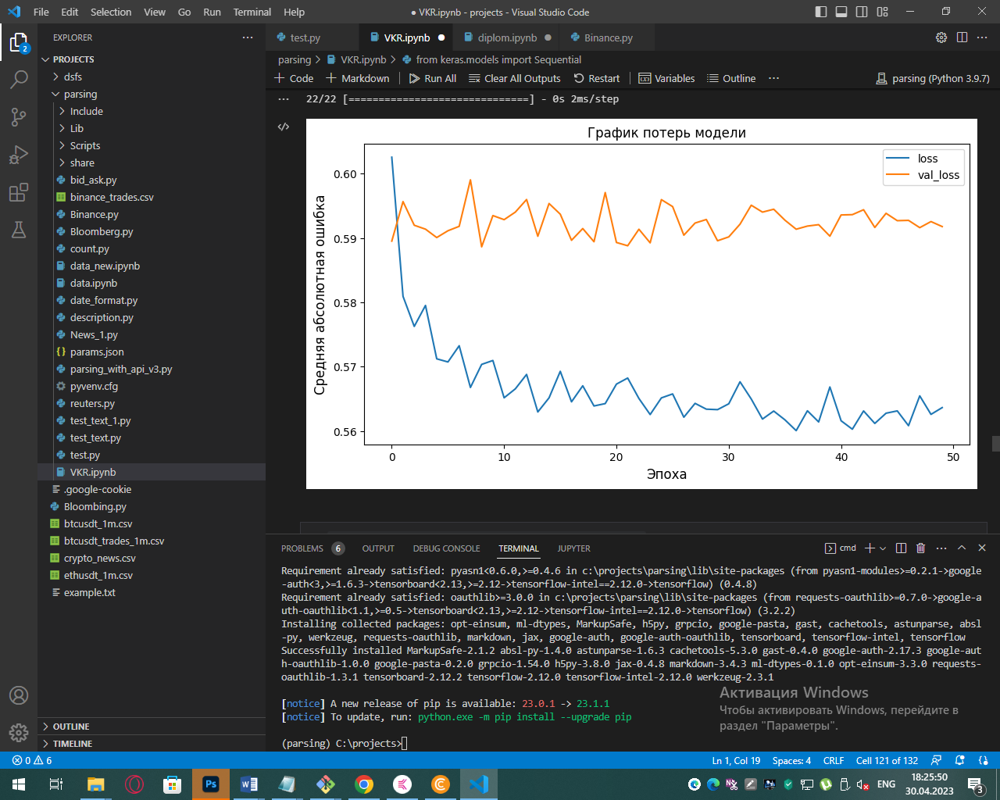 File Edit Selection View Go Run Terminal Help
● VKR.ipynb - projects - Visual Studio Code
EXPLORER
PROJECTS
dsfs
parsing
Include
Lib
Scripts
share
bid_ask.py
binance_trades.csv
Binance.py
Bloomberg.py
count.py
data_new.ipynb
data.ipynb
date_format.py
description.py
News_1.py
params.json
parsing_with_api_v3.py
pyvenv.cfg
reuters.py
test_text_1.py
test_text.py
test.py
VKR.ipynb
.google-cookie
Bloombing.py
btcusdt_1m.csv
btcusdt_trades_1m.csv
crypto_news.csv
ethusdt_1m.csv
example.txt
OUTLINE
TIMELINE
2
test.py VKR.ipynb diplom.ipynb Binance.py
parsing > VKR.ipynb > from keras.models import Sequential
+ Code + Markdown | Run All Clear All Outputs Restart | Variables Outline ··· parsing (Python 3.9.7)
22/22 [==============================] - 0s 2ms/step
График потерь модели
loss
val_loss
Средняя абсолютная ошибка
0.60
0.59
0.58
0.57
0.56
0 10 20 30 40 50
Эпоха
PROBLEMS 6 OUTPUT DEBUG CONSOLE TERMINAL JUPYTER
cmd
Requirement already satisfied: pyasn1<0.6.0,>=0.4.6 in c:\projects\parsing\lib\site-packages (from pyasn1-modules>=0.2.1->google
-auth<3,>=1.6.3->tensorboard<2.13,>=2.12->tensorflow-intel==2.12.0->tensorflow) (0.4.8)
Requirement already satisfied: oauthlib>=3.0.0 in c:\projects\parsing\lib\site-packages (from requests-oauthlib>=0.7.0->google-a
uth-oauthlib<1.1,>=0.5->tensorboard<2.13,>=2.12->tensorflow-intel==2.12.0->tensorflow) (3.2.2)
Installing collected packages: opt-einsum, ml-dtypes, MarkupSafe, h5py, grpcio, google-pasta, gast, cachetools, astunparse, absl
-py, werkzeug, requests-oauthlib, markdown, jax, google-auth, google-auth-oauthlib, tensorboard, tensorflow-intel, tensorflow
Successfully installed MarkupSafe-2.1.2 absl-py-1.4.0 astunparse-1.6.3 cachetools-5.3.0 gast-0.4.0 google-auth-2.17.3 google-aut
h-oauthlib-1.0.0 google-pasta-0.2.0 grpcio-1.54.0 h5py-3.8.0 jax-0.4.8 markdown-3.4.3 ml-dtypes-0.1.0 opt-einsum-3.3.0 requests-
oauthlib-1.3.1 tensorboard-2.12.2 tensorflow-2.12.0 tensorflow-intel-2.12.0 werkzeug-2.3.1
[notice] A new release of pip is available: 23.0.1 -> 23.1.1
[notice] To update, run: python.exe -m pip install --upgrade pip
(parsing) C:\projects>
Активация Windows
Чтобы активировать Windows, перейдите в
раздел "Параметры".
0 6
Ln 1, Col 19 Spaces: 4 CRLF Cell 121 of 132
Ps
ENG
18:25:50
30.04.2023
3